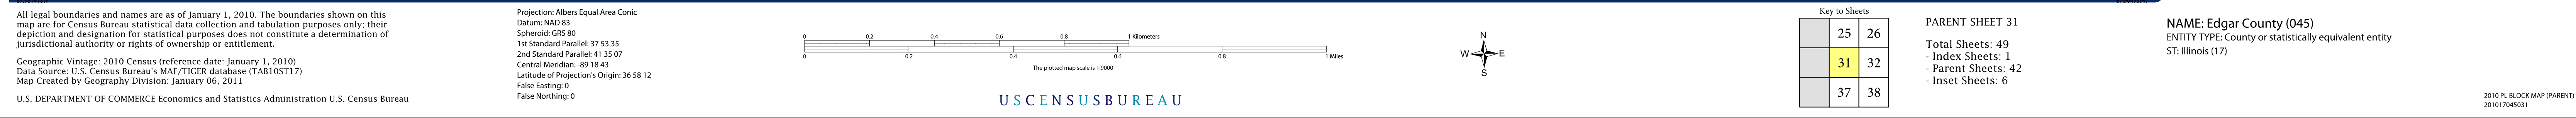 All legal boundaries and names are as of January 1, 2010. The boundaries shown on this
map are for Census Bureau statistical data collection and tabulation purposes only; their
depiction and designation for statistical purposes does not constitute a determination of
jurisdictional authority or rights of ownership or entitlement.
Geographic Vintage: 2010 Census (reference date: January 1, 2010)
Data Source: U.S. Census Bureau's MAF/TIGER database (TAB10ST17)
Map Created by Geography Division: January 06, 2011
U.S. DEPARTMENT OF COMMERCE Economics and Statistics Administration U.S. Census Bureau
Projection: Albers Equal Area Conic
Datum: NAD 83
Spheroid: GRS 80
1st Standard Parallel: 37 53 35
2nd Standard Parallel: 41 35 07
Central Meridian: -89 18 43
Latitude of Projection's Origin: 36 58 12
False Easting: 0
False Northing: 0
0 0.2 0.4 0.6 0.8 1 Kilometers
0 0.2 0.4 0.6 0.8 1 Miles
The plotted map scale is 1:9000
USCENSUSBUREAU
N
W E
S
Key to Sheets
25 26
31 32
37 38
PARENT SHEET 31
Total Sheets: 49
- Index Sheets: 1
- Parent Sheets: 42
- Inset Sheets: 6
NAME: Edgar County (045)
ENTITY TYPE: County or statistically equivalent entity
ST: Illinois (17)
2010 PL BLOCK MAP (PARENT)
201017045031